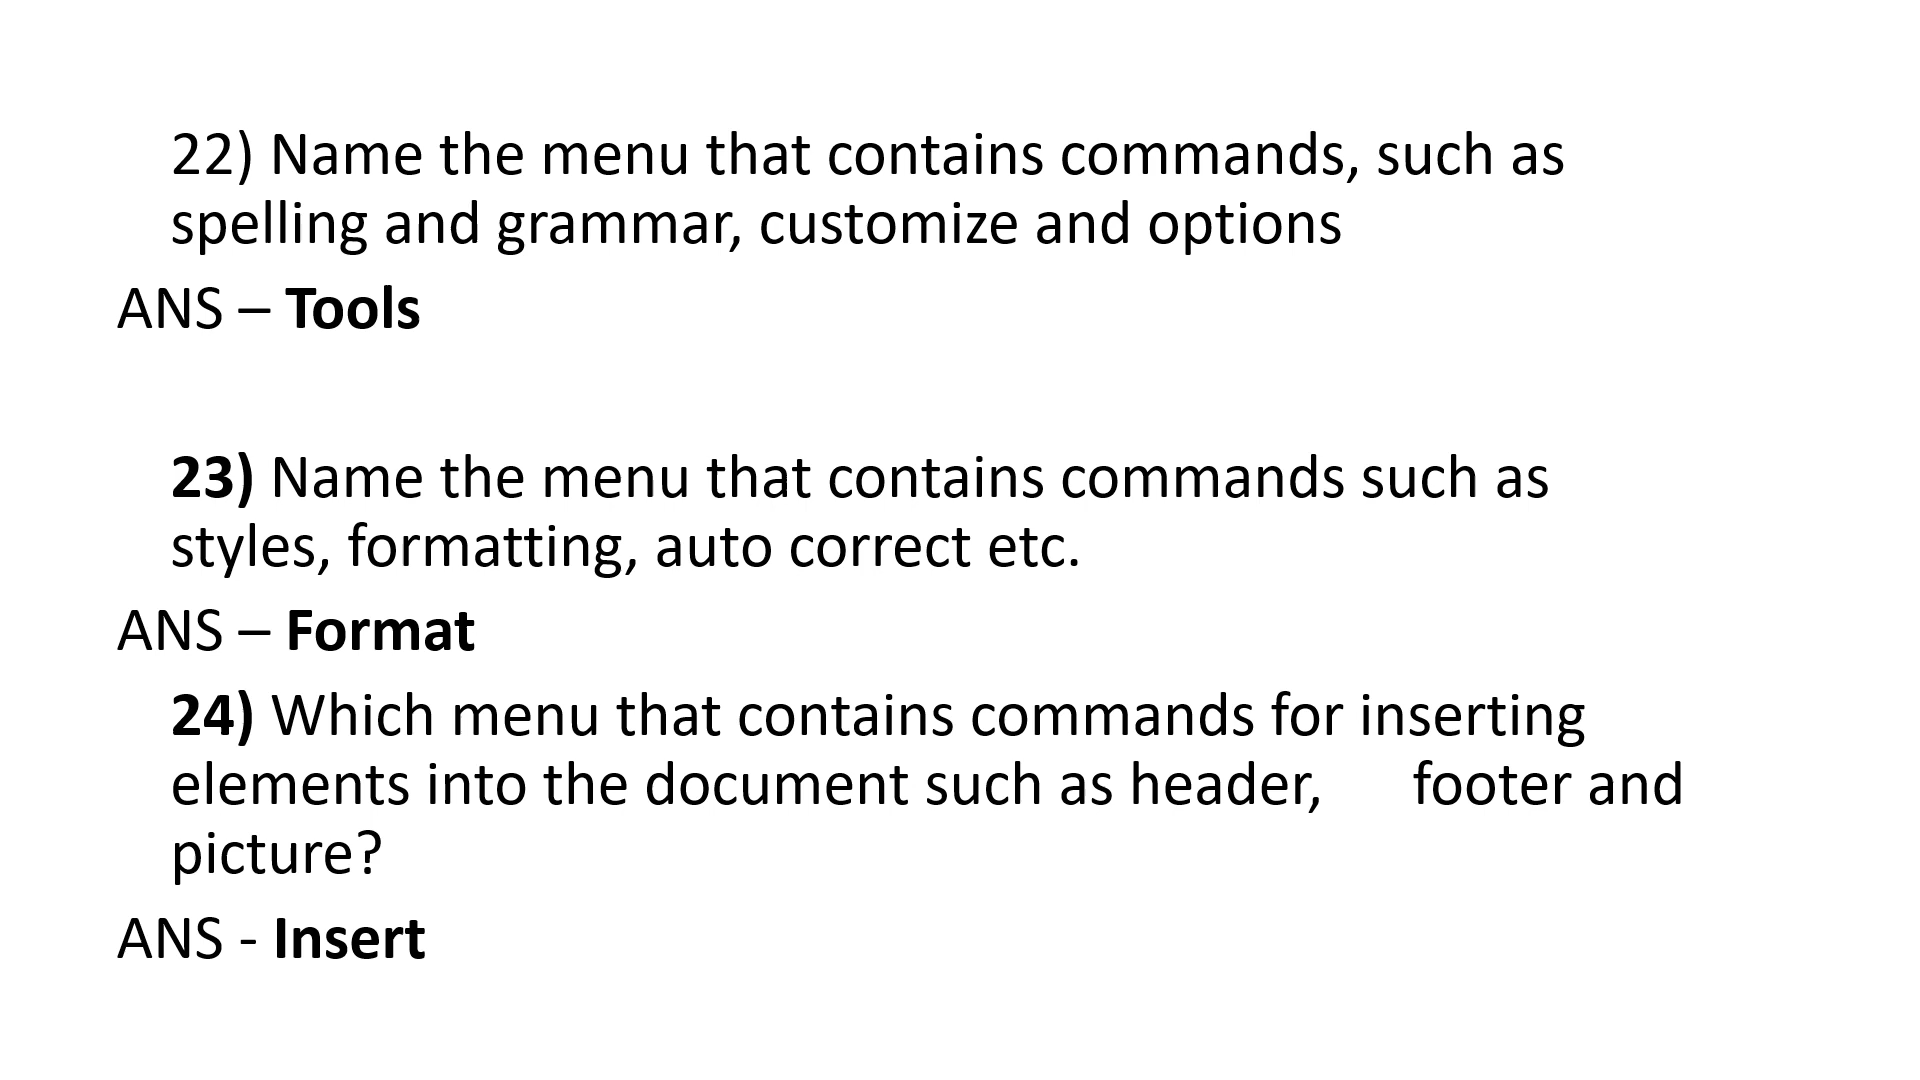 22) Name the menu that contains commands, such as
spelling and grammar, customize and options
ANS – Tools
23) Name the menu that contains commands such as
styles, formatting, auto correct etc.
ANS – Format
24) Which menu that contains commands for inserting
elements into the document such as header, footer and
picture?
ANS - Insert